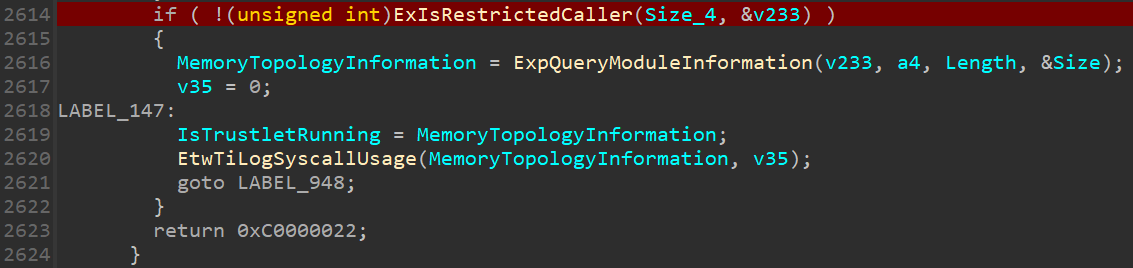 2614 if ( !(unsigned int)ExIsRestrictedCaller(Size_4, &v233) )
2615 {
2616 MemoryTopologyInformation = ExpQueryModuleInformation(v233, a4, Length, &Size);
2617 v35 = 0;
2618 LABEL_147:
2619 IsTrustletRunning = MemoryTopologyInformation;
2620 EtwTiLogSyscallUsage(MemoryTopologyInformation, v35);
2621 goto LABEL_948;
2622 }
2623 return 0xC0000022;
2624 }